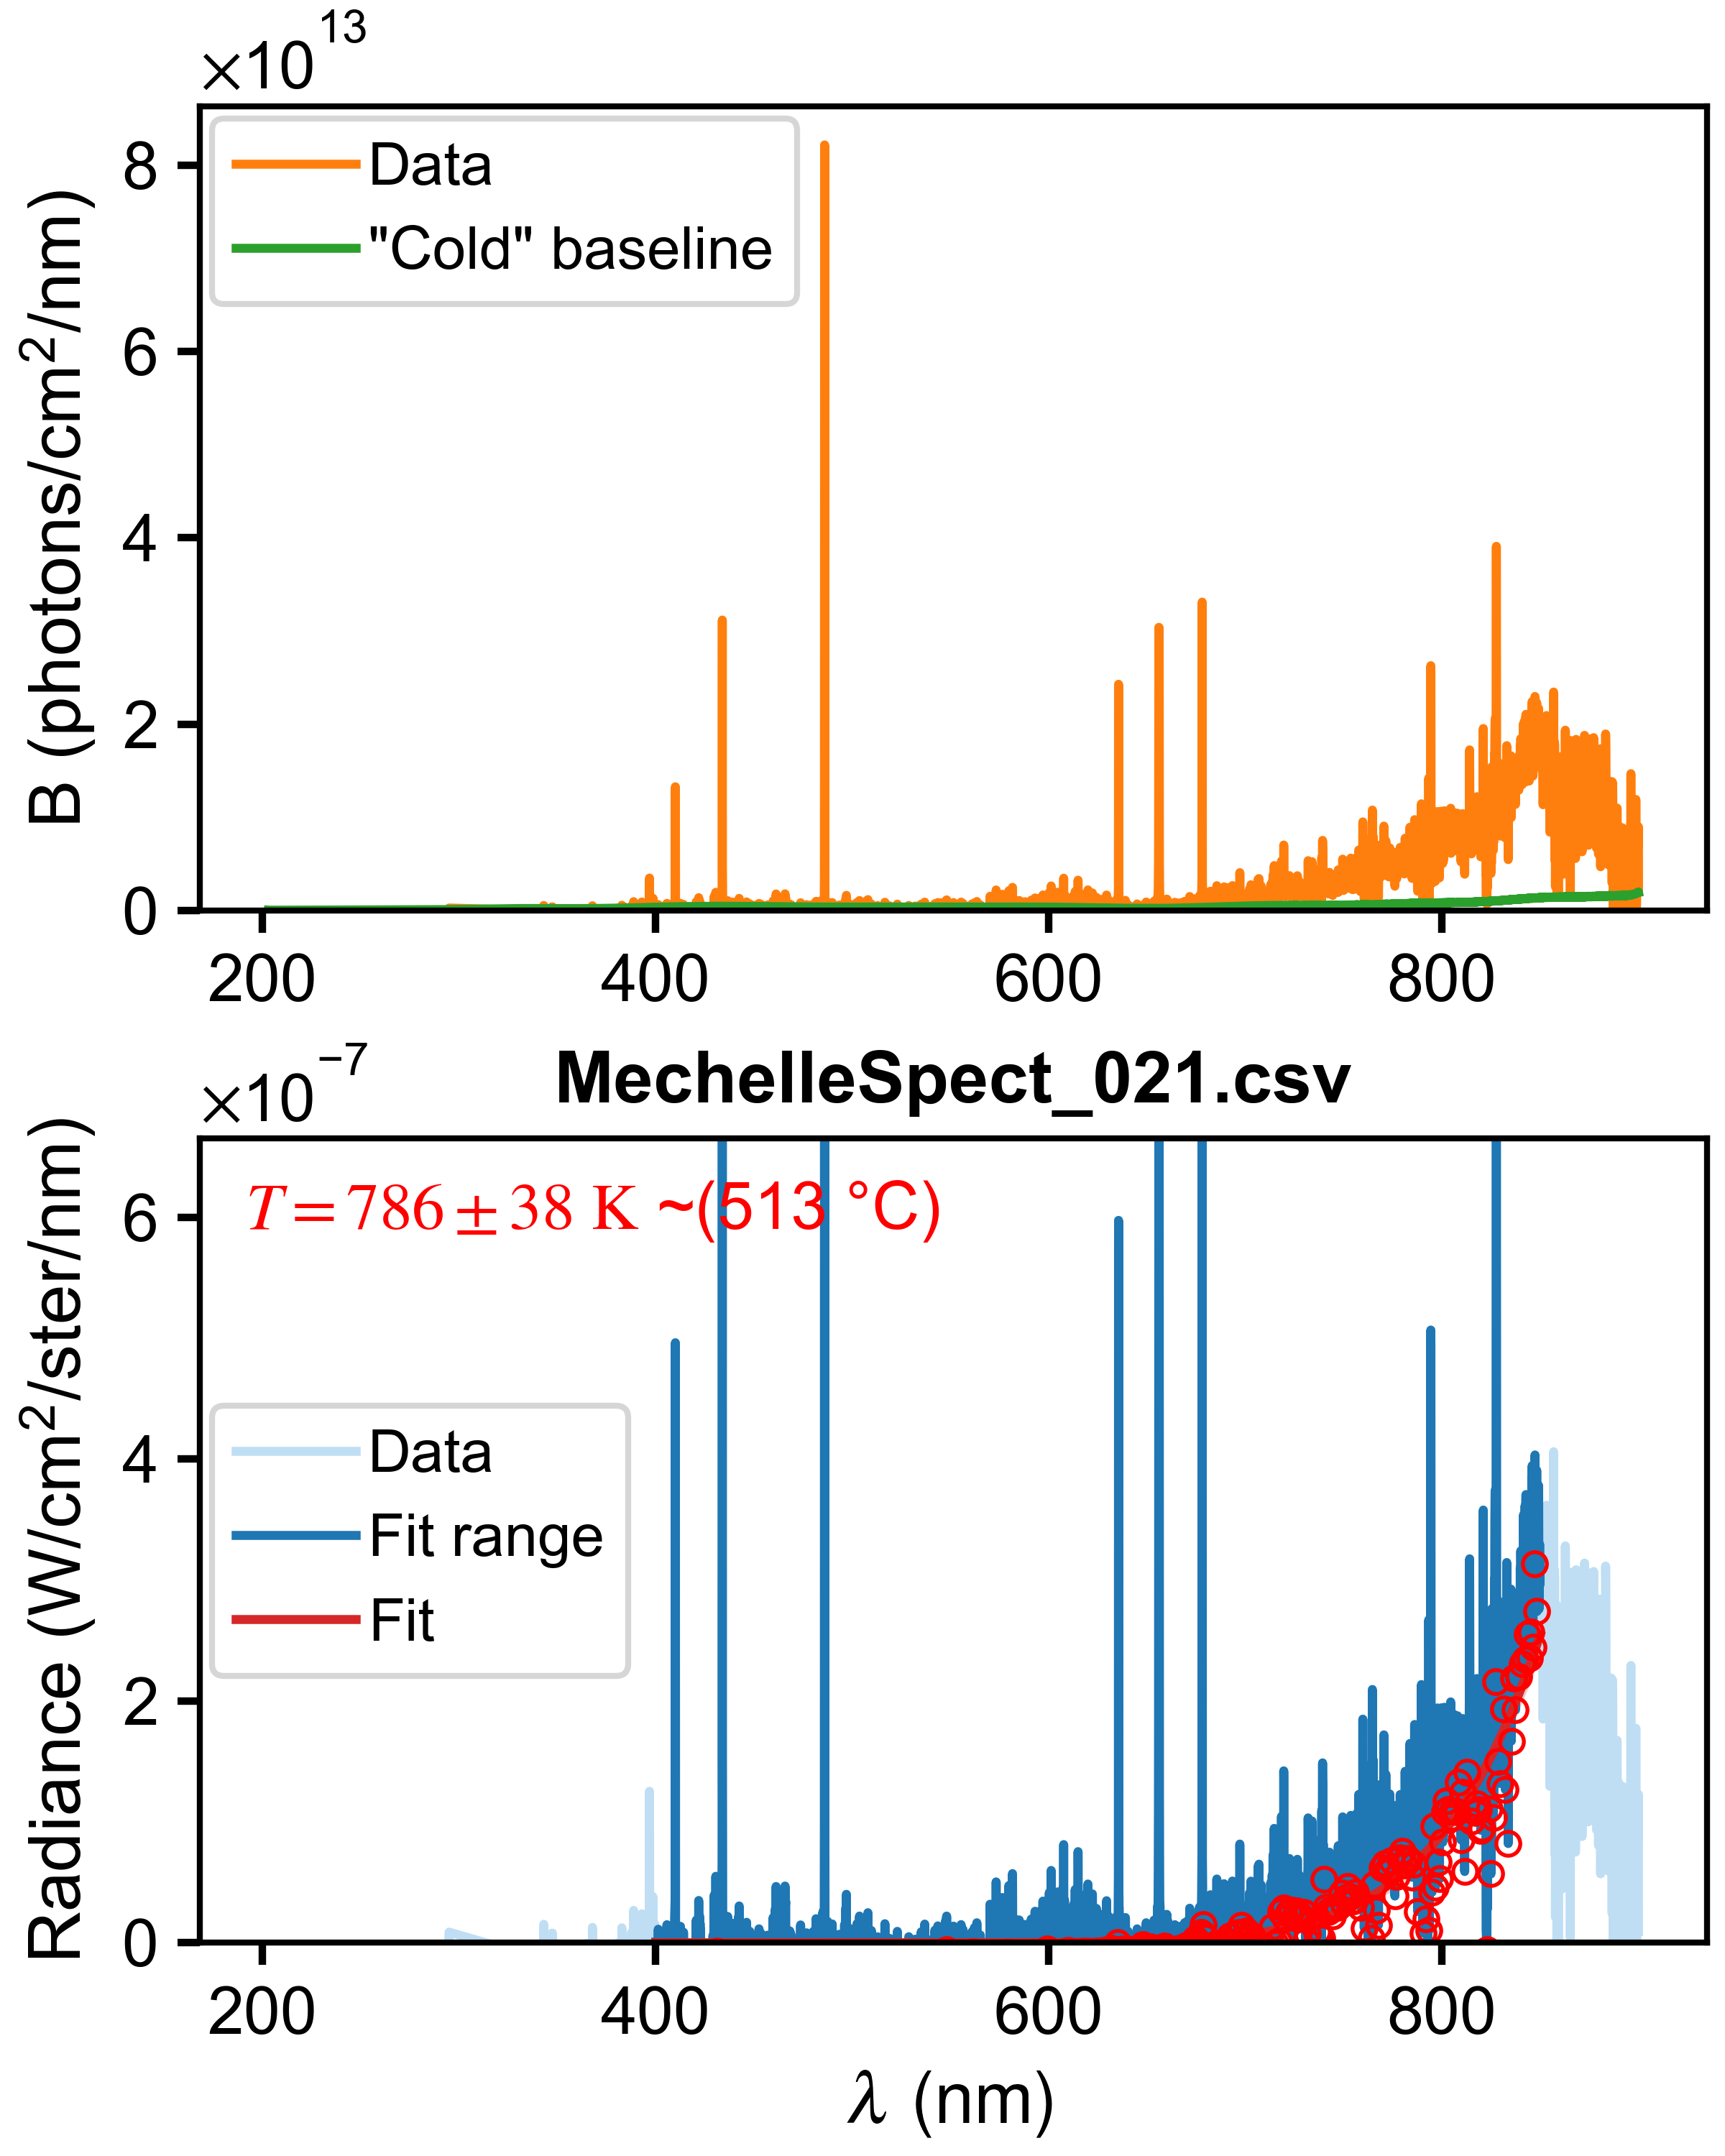 ×10¹³
B (photons/cm²/nm)
8
6
4
2
0
Data
"Cold" baseline
200 400 600 800
×10⁻⁷
MechelleSpect_021.csv
Radiance (W/cm²/ster/nm)
6
4
2
0
T = 786 ± 38 K ~(513 °C)
Data
Fit range
Fit
200 400 600 800
λ (nm)